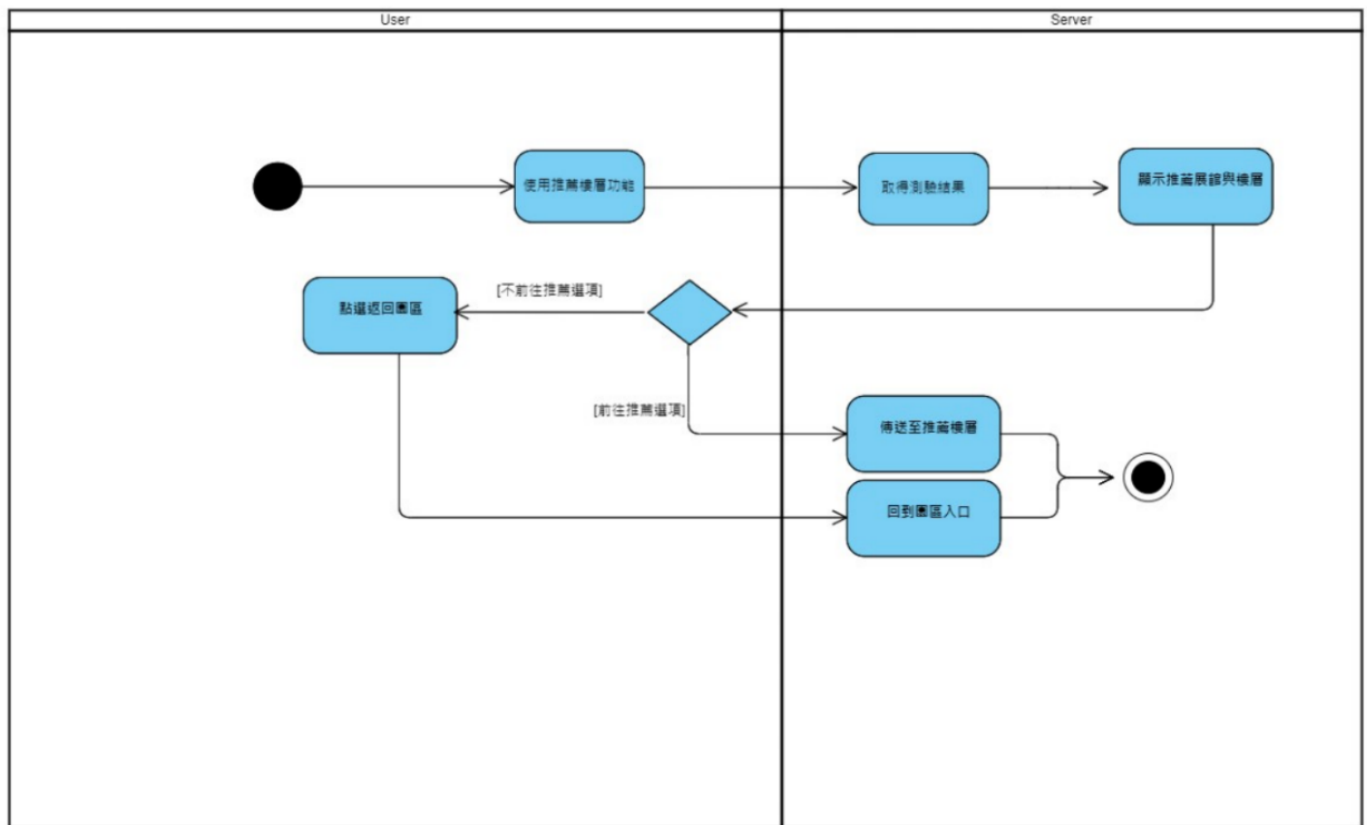 User
Server
使用推薦樓層功能
取得測驗結果
顯示推薦展館與樓層
[不前往推薦選項]
點選返回園區
[前往推薦選項]
傳送至推薦樓層
回到園區入口